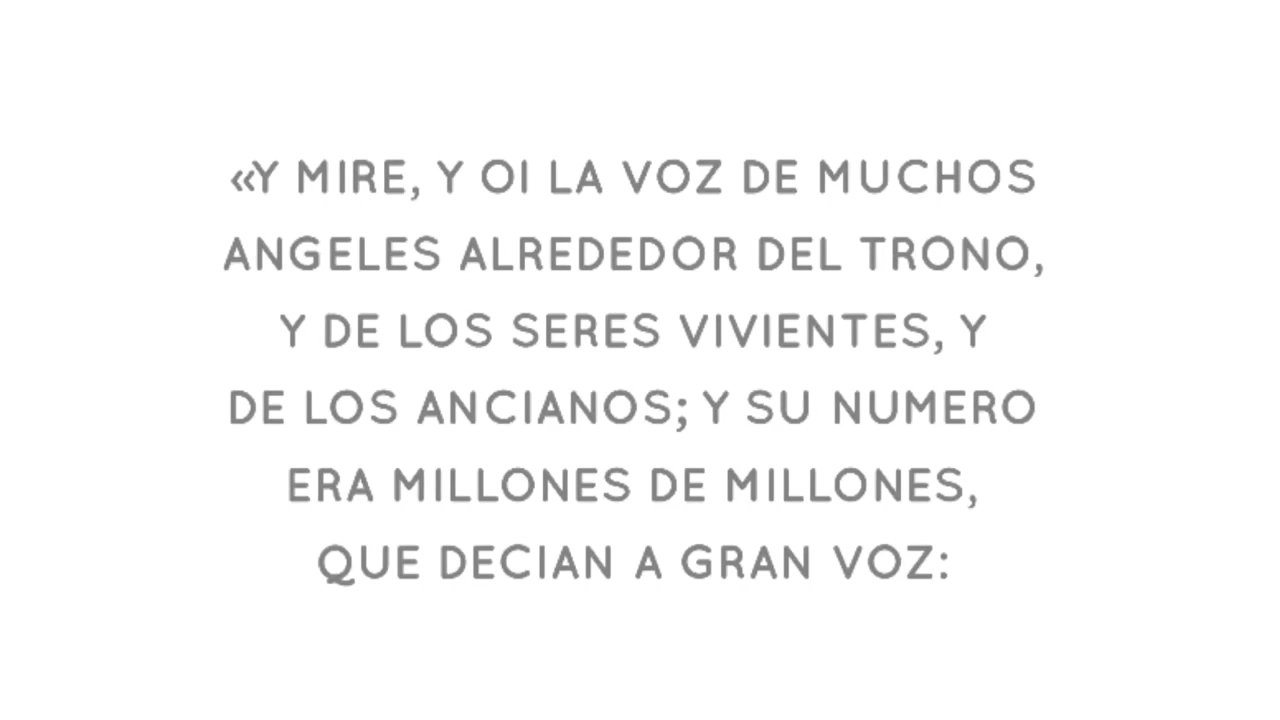 «Y MIRE, Y OI LA VOZ DE MUCHOS
ANGELES ALREDEDOR DEL TRONO,
Y DE LOS SERES VIVIENTES, Y
DE LOS ANCIANOS; Y SU NUMERO
ERA MILLONES DE MILLONES,
QUE DECIAN A GRAN VOZ: